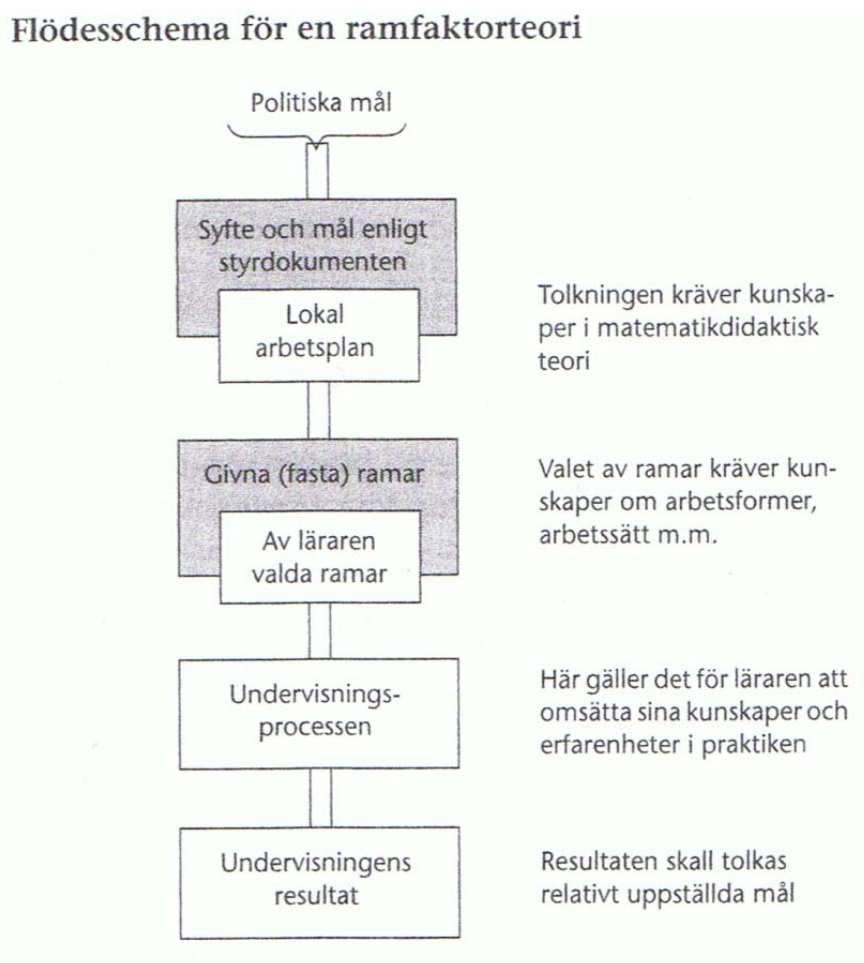 Flödesschema för en ramfaktorteori
Politiska mål
Syfte och mål enligt
styrdokumenten
Lokal
arbetsplan
Tolkningen kräver kunska-
per i matematikdidaktisk
teori
Givna (fasta) ramar
Av läraren
valda ramar
Valet av ramar kräver kun-
skaper om arbetsformer,
arbetssätt m.m.
Undervisnings-
processen
Här gäller det för läraren att
omsätta sina kunskaper och
erfarenheter i praktiken
Undervisningens
resultat
Resultaten skall tolkas
relativt uppställda mål